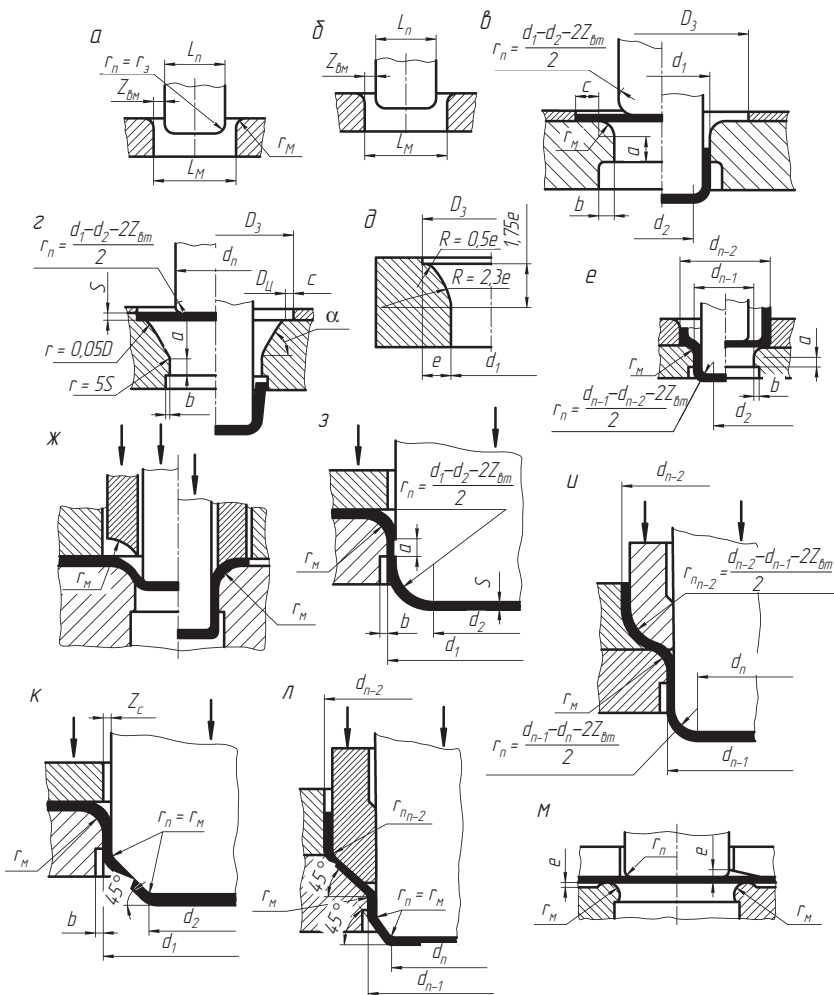 а
r_п = r_з
L_п
Z_вм
r_м
L_м
б
L_п
Z_вм
L_м
в
r_п = (d_1–d_2–2Z_вт)/2
D_3
d_1
c
r_м
a
b
d_2
г
r_п = (d_1–d_2–2Z_вт)/2
D_3
d_п
D_ц
c
S
a
α
r = 0,05D
r = 5S
b
д
D_3
R = 0,5e
R = 2,3e
1,75e
e
d_1
е
d_n–2
d_n–1
a
r_м
b
r_п = (d_n–1–d_n–2–2Z_вт)/2
d_2
ж
r_м
r_м
з
r_п = (d_1–d_2–2Z_вт)/2
r_м
a
S
b
d_2
d_1
и
d_n–2
r_п_n–2 = (d_n–2–d_n–1–2Z_вт)/2
r_м
d_n
r_п = (d_n–1–d_n–2Z_вт)/2
d_n–1
к
Z_c
r_п = r_м
r_м
45°
b
d_2
d_1
л
d_n–2
r_п_n–2
45°
r_м
r_п = r_м
45°
d_n
d_n–1
м
r_п
e
e
r_м
r_м